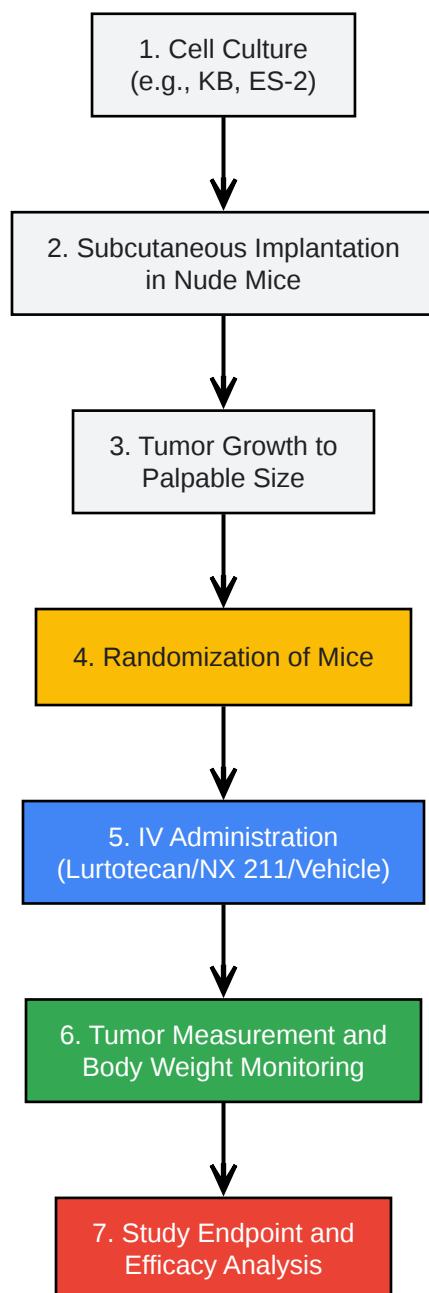 1. Cell Culture
(e.g., KB, ES-2)
2. Subcutaneous Implantation
in Nude Mice
3. Tumor Growth to
Palpable Size
4. Randomization of Mice
5. IV Administration
(Lurtotecan/NX 211/Vehicle)
6. Tumor Measurement and
Body Weight Monitoring
7. Study Endpoint and
Efficacy Analysis